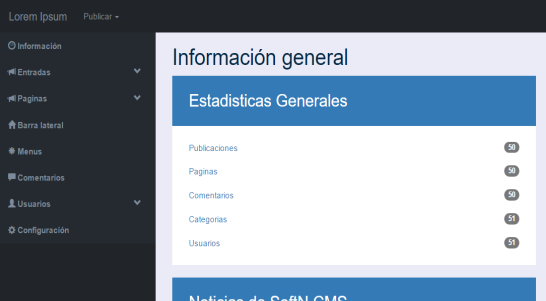 Lorem Ipsum Publicar
Información
Entradas
Paginas
Barra lateral
Menus
Comentarios
Usuarios
Configuración
Información general
Estadisticas Generales
Publicaciones 50
Paginas 50
Comentarios 50
Categorias 51
Usuarios 51
Noticias de SoftN CMS